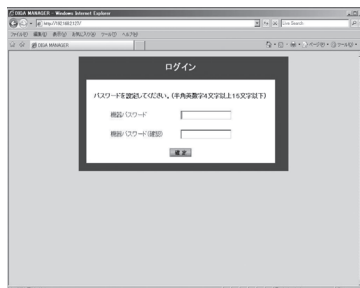 DIGA MANAGER - Windows Internet Explorer
Live Search
DIGA MANAGER
ログイン
パスワードを設定してください。(半角英数字4文字以上15文字以下)
機器パスワード
機器パスワード(確認)
確定